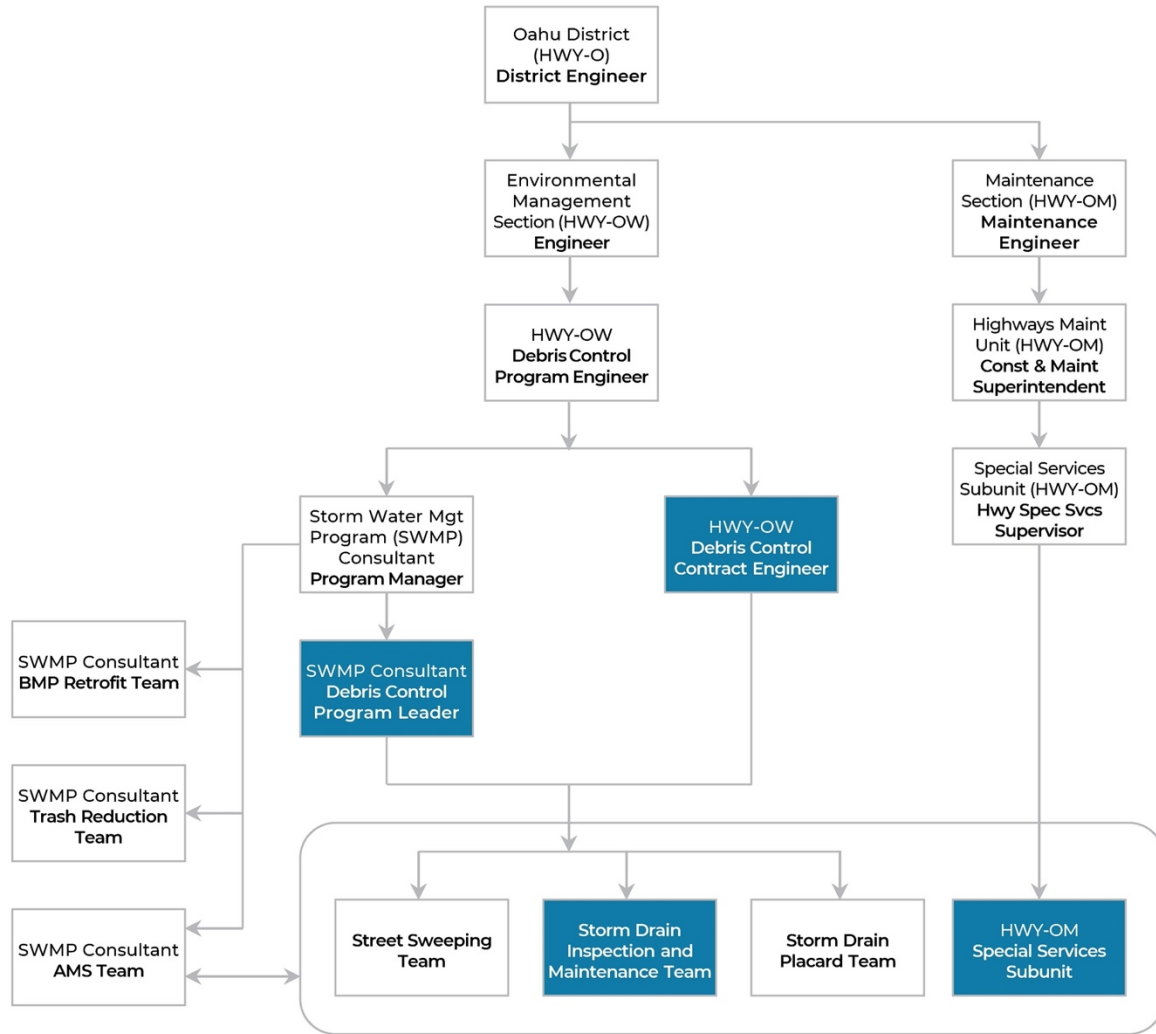 Oahu District
(HWY-O)
District Engineer
Environmental
Management
Section (HWY-OW)
Engineer
Maintenance
Section (HWY-OM)
Maintenance
Engineer
HWY-OW
Debris Control
Program Engineer
Highways Maint
Unit (HWY-OM)
Const & Maint
Superintendent
Storm Water Mgt
Program (SWMP)
Consultant
Program Manager
HWY-OW
Debris Control
Contract Engineer
Special Services
Subunit (HWY-OM)
Hwy Spec Svcs
Supervisor
SWMP Consultant
BMP Retrofit Team
SWMP Consultant
Debris Control
Program Leader
SWMP Consultant
Trash Reduction
Team
SWMP Consultant
AMS Team
Street Sweeping
Team
Storm Drain
Inspection and
Maintenance Team
Storm Drain
Placard Team
HWY-OM
Special Services
Subunit